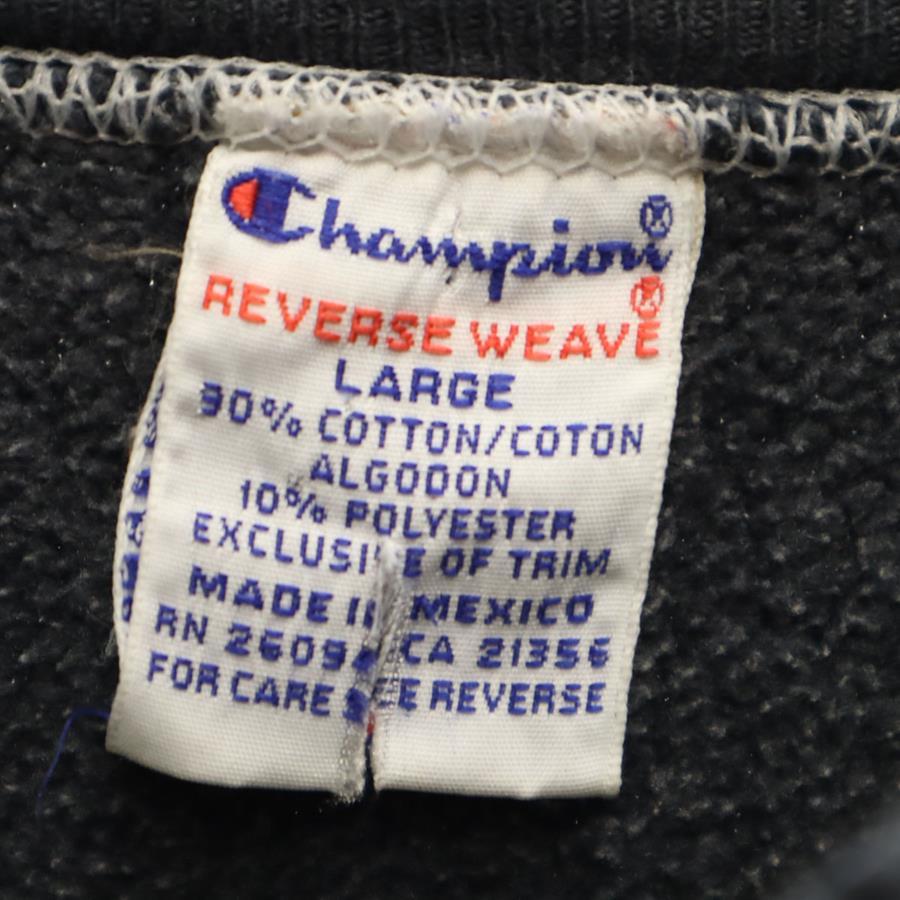 Champion®
REVERSE WEAVE®
LARGE
90% COTTON/COTON
ALGODON
10% POLYESTER
EXCLUSIVE OF TRIM
MADE IN MEXICO
RN 26094 CA 21356
FOR CARE SEE REVERSE